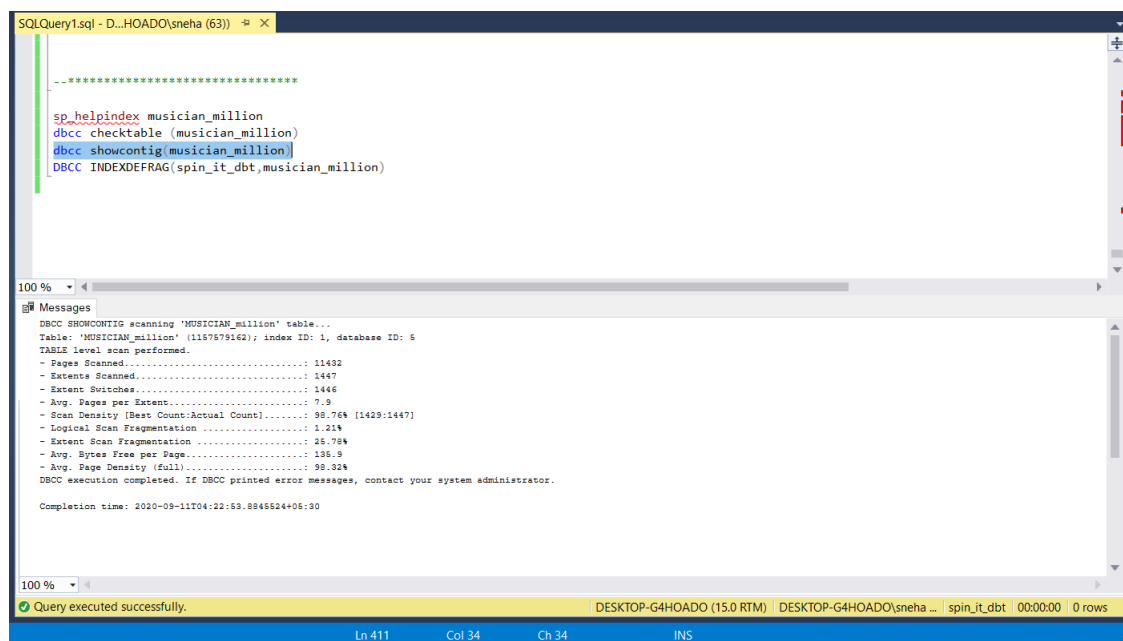 SQLQuery1.sql - D...HOADO\sneha (63))
--********************************
sp_helpindex musician_million
dbcc checktable (musician_million)
dbcc showcontig(musician_million)
DBCC INDEXDEFRAG(spin_it_dbt,musician_million)
100 %
Messages
DBCC SHOWCONTIG scanning 'MUSICIAN_million' table...
Table: 'MUSICIAN_million' (1157579162); index ID: 1, database ID: 5
TABLE level scan performed.
- Pages Scanned................................: 11432
- Extents Scanned..............................: 1447
- Extent Switches..............................: 1446
- Avg. Pages per Extent........................: 7.9
- Scan Density [Best Count:Actual Count].......: 98.76% [1429:1447]
- Logical Scan Fragmentation ..................: 1.21%
- Extent Scan Fragmentation ...................: 25.78%
- Avg. Bytes Free per Page.....................: 135.9
- Avg. Page Density (full).....................: 98.32%
DBCC execution completed. If DBCC printed error messages, contact your system administrator.
Completion time: 2020-09-11T04:22:53.8845524+05:30
100 %
Query executed successfully. DESKTOP-G4HOADO (15.0 RTM) DESKTOP-G4HOADO\sneha ... spin_it_dbt 00:00:00 0 rows
Ln 411 Col 34 Ch 34 INS